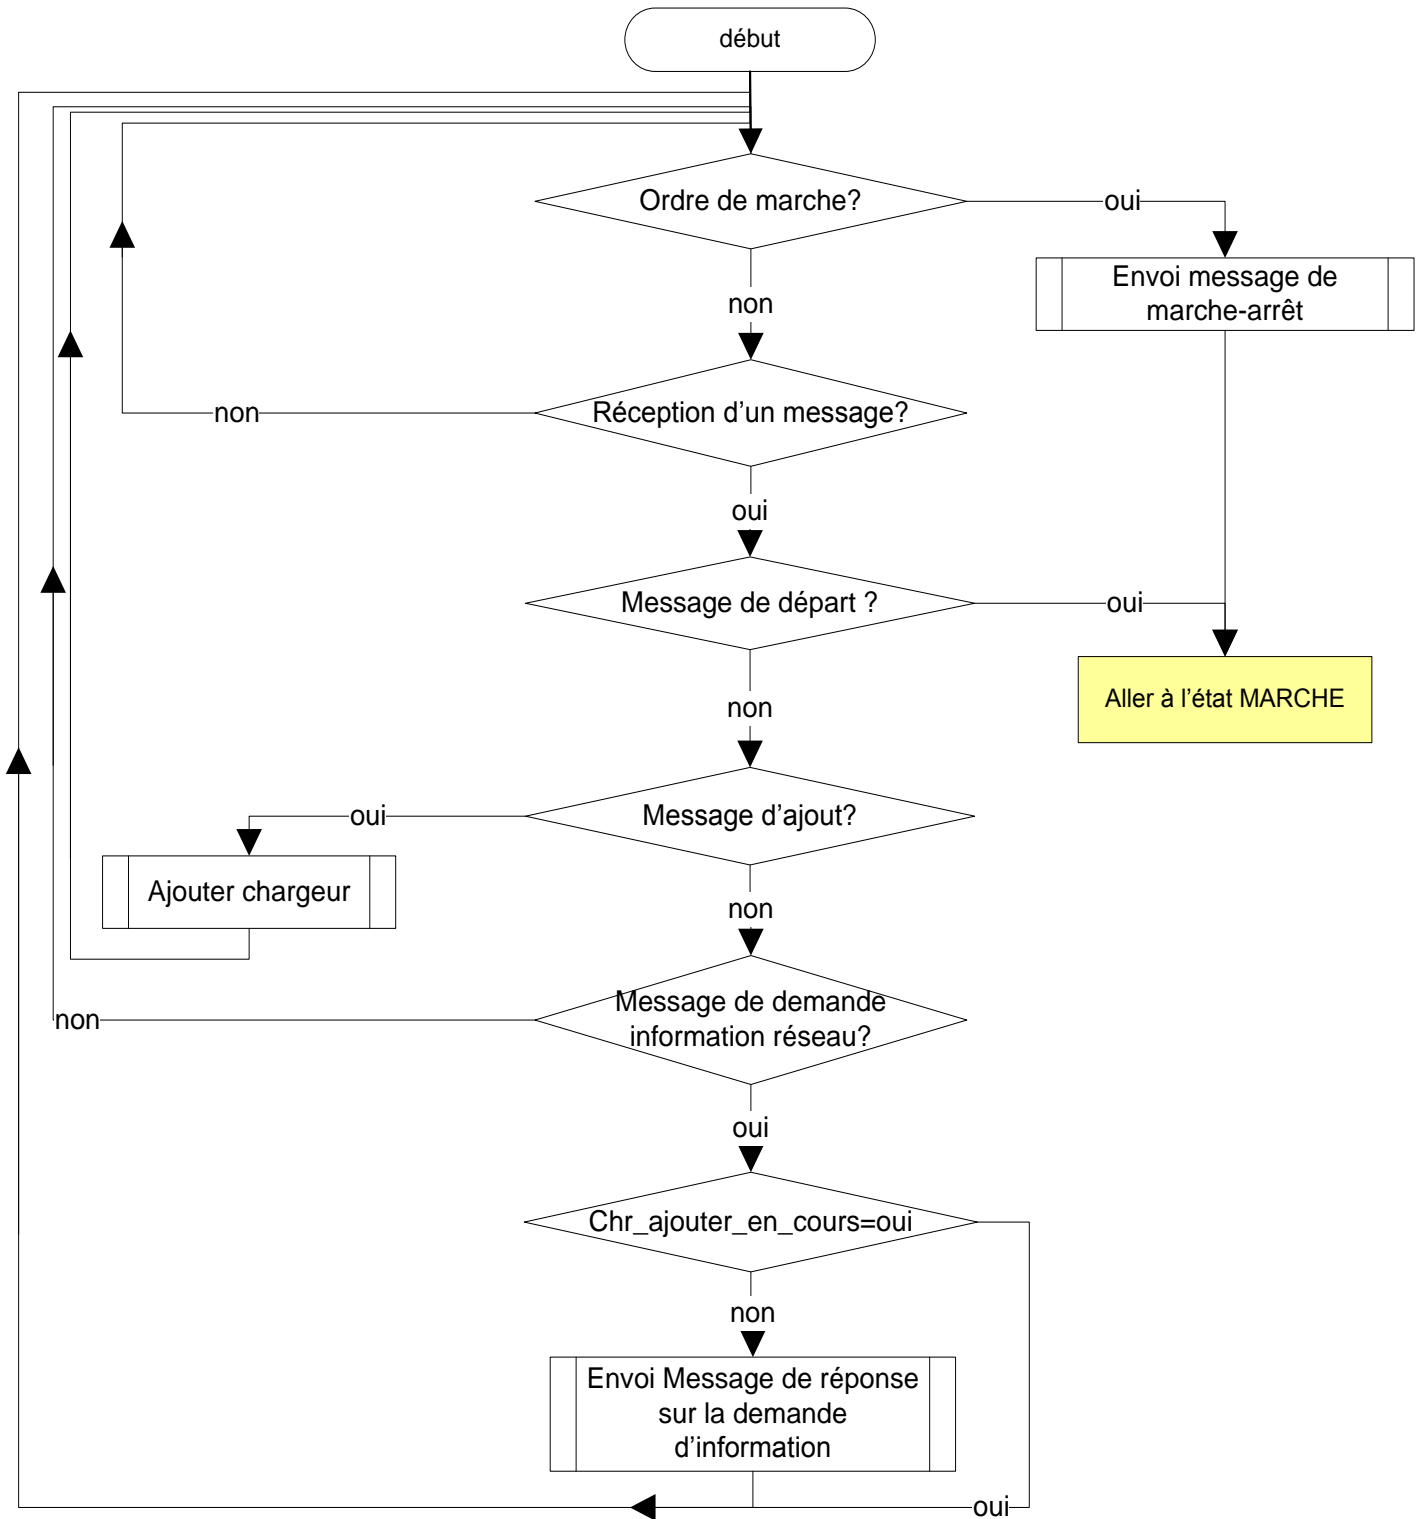 début
Ordre de marche?
oui
Envoi message de
marche-arrêt
non
Réception d'un message?
non
oui
Message de départ ?
oui
Aller à l'état MARCHE
non
Message d'ajout?
oui
Ajouter chargeur
non
Message de demande
information réseau?
non
oui
Chr_ajouter_en_cours=oui
non
Envoi Message de réponse
sur la demande
d'information
oui